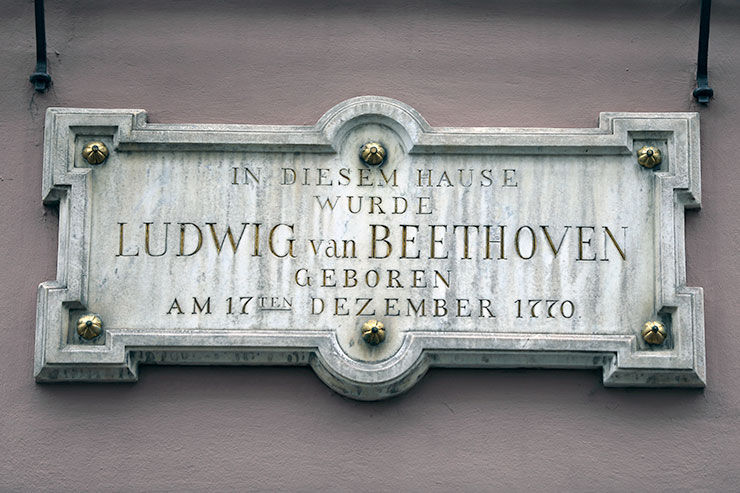 IN DIESEM HAUSE
WURDE
LUDWIG van BEETHOVEN
GEBOREN
AM 17TEN DEZEMBER 1770.